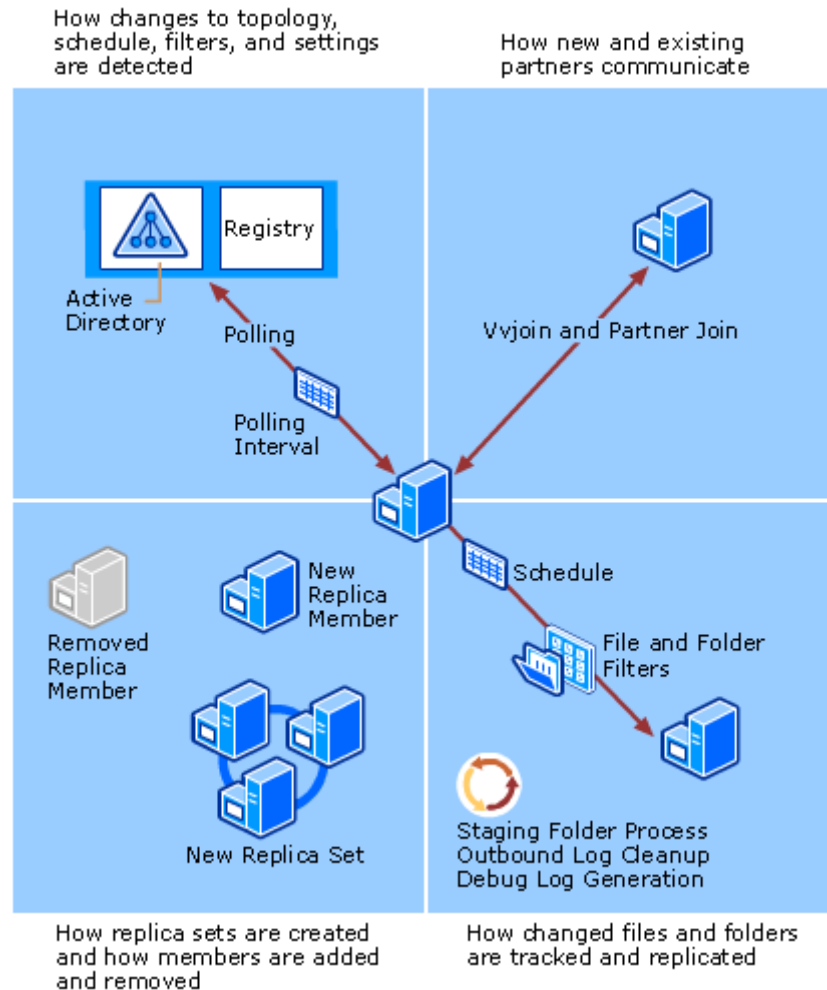 How changes to topology,
schedule, filters, and settings
are detected
How new and existing
partners communicate
Registry
Active
Directory
Polling
Polling
Interval
Vvjoin and Partner Join
Removed
Replica
Member
New
Replica
Member
New Replica Set
Schedule
File and Folder
Filters
Staging Folder Process
Outbound Log Cleanup
Debug Log Generation
How replica sets are created
and how members are added
and removed
How changed files and folders
are tracked and replicated